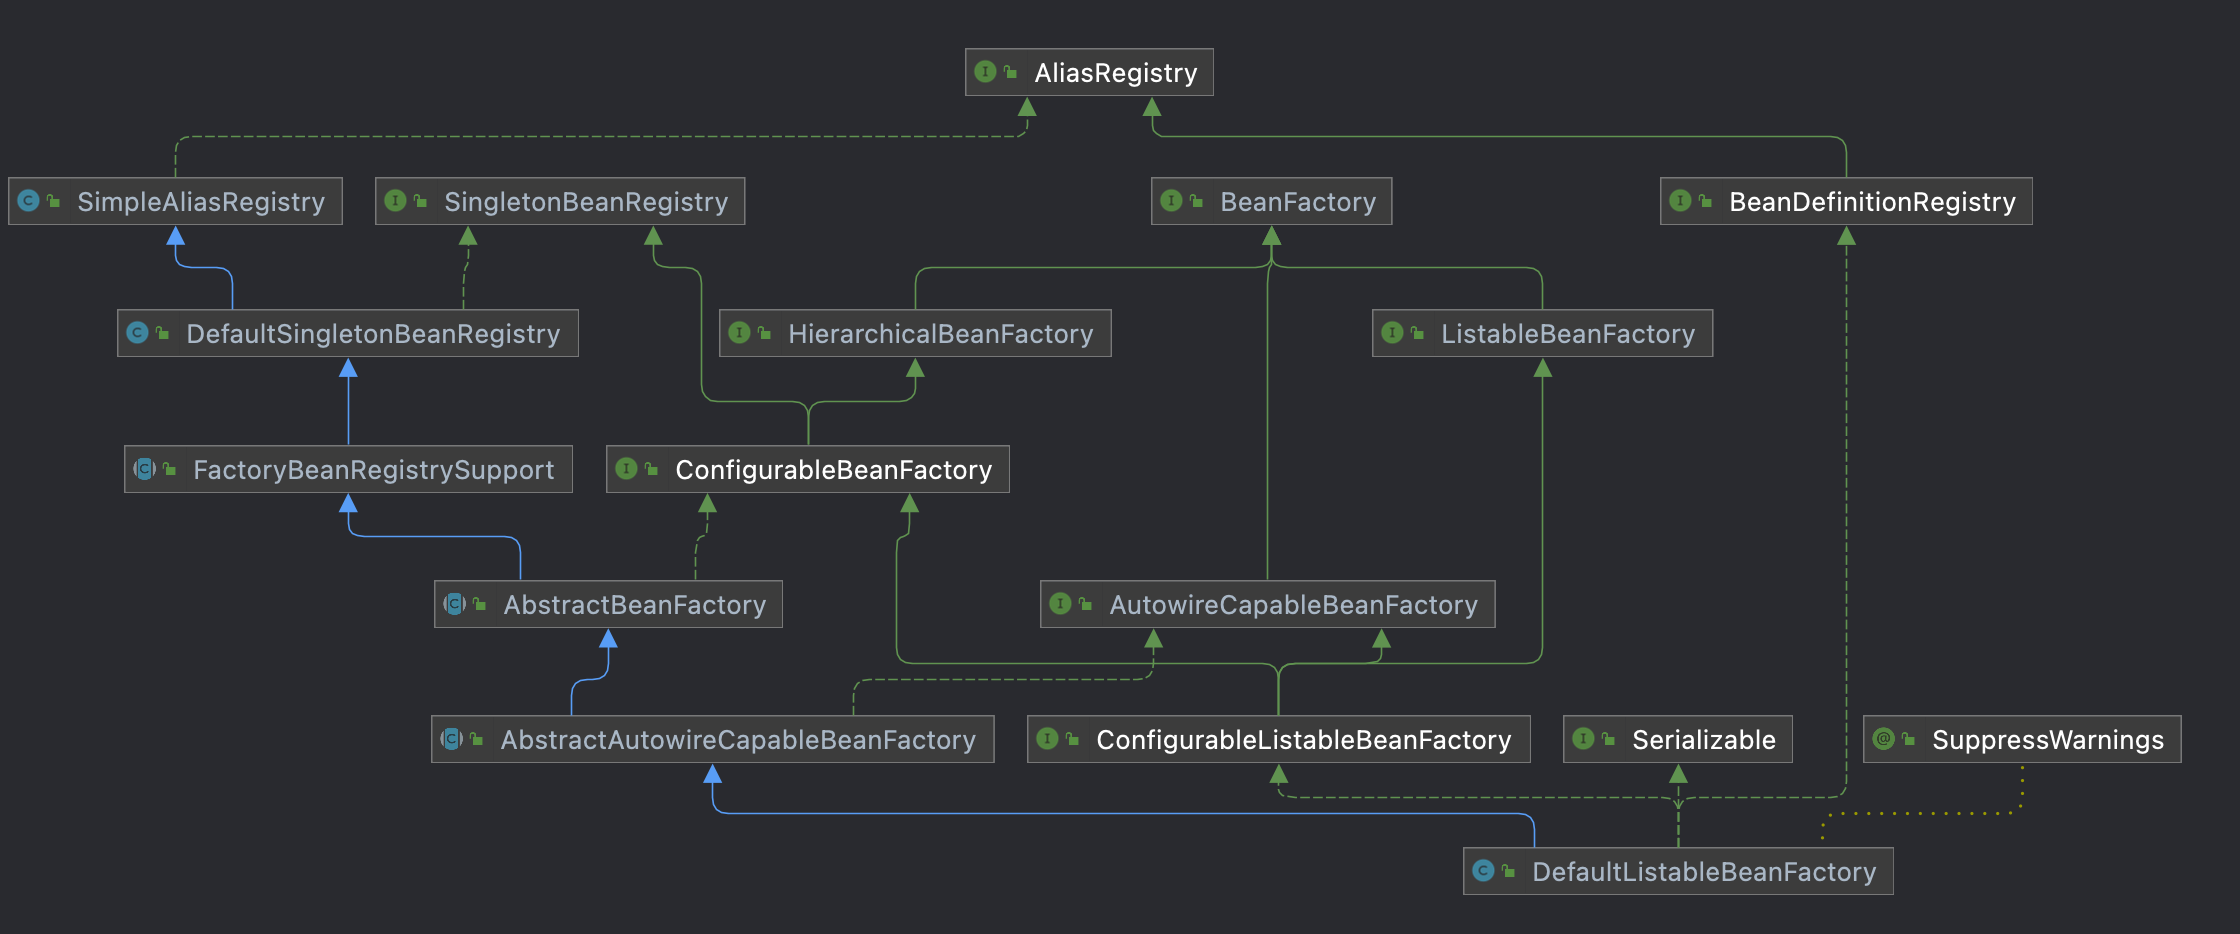 AliasRegistry
SimpleAliasRegistry
SingletonBeanRegistry
BeanFactory
BeanDefinitionRegistry
DefaultSingletonBeanRegistry
HierarchicalBeanFactory
ListableBeanFactory
FactoryBeanRegistrySupport
ConfigurableBeanFactory
AbstractBeanFactory
AutowireCapableBeanFactory
AbstractAutowireCapableBeanFactory
ConfigurableListableBeanFactory
Serializable
SuppressWarnings
DefaultListableBeanFactory